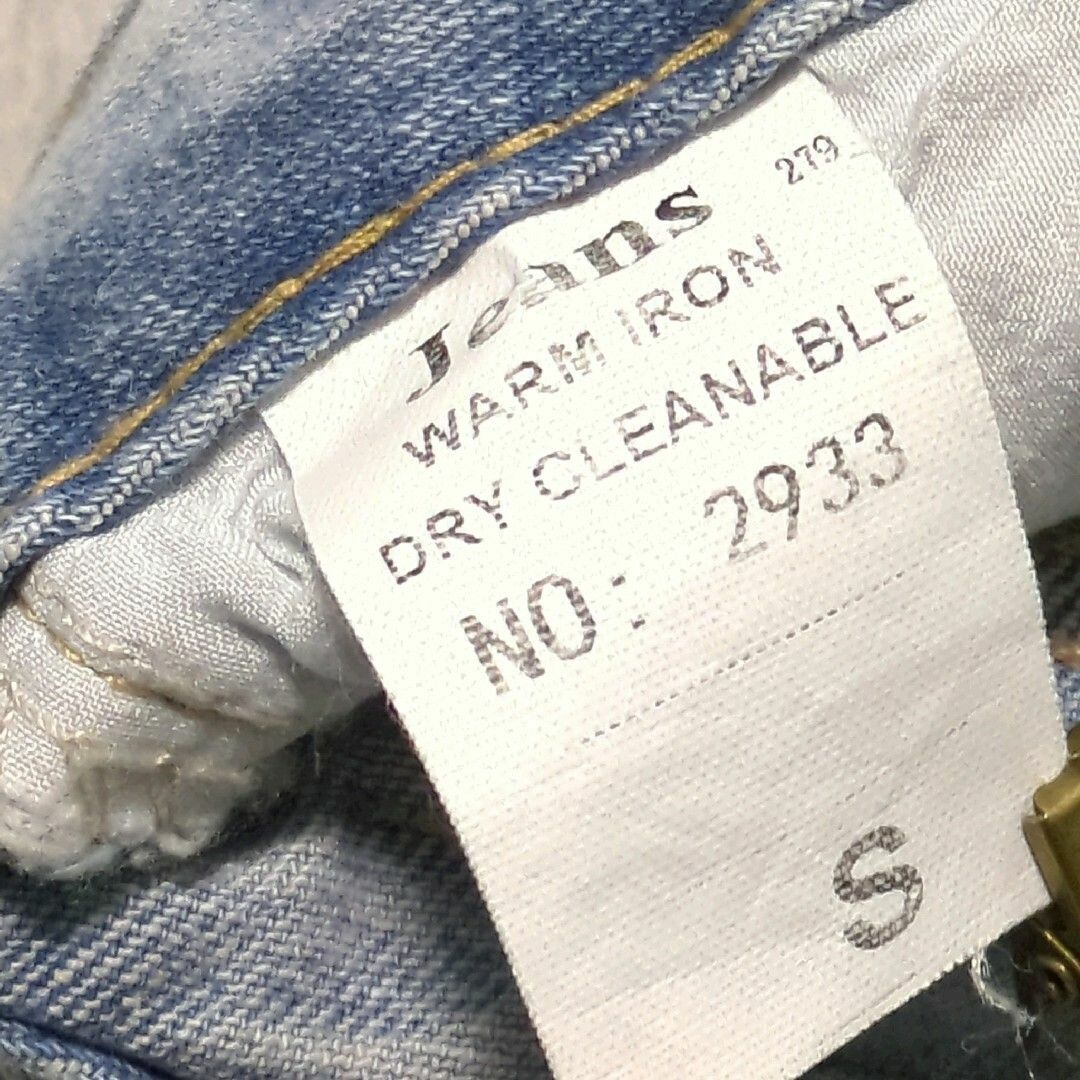 279
Jeans
WARM IRON
DRY CLEANABLE
NO: 2933
S